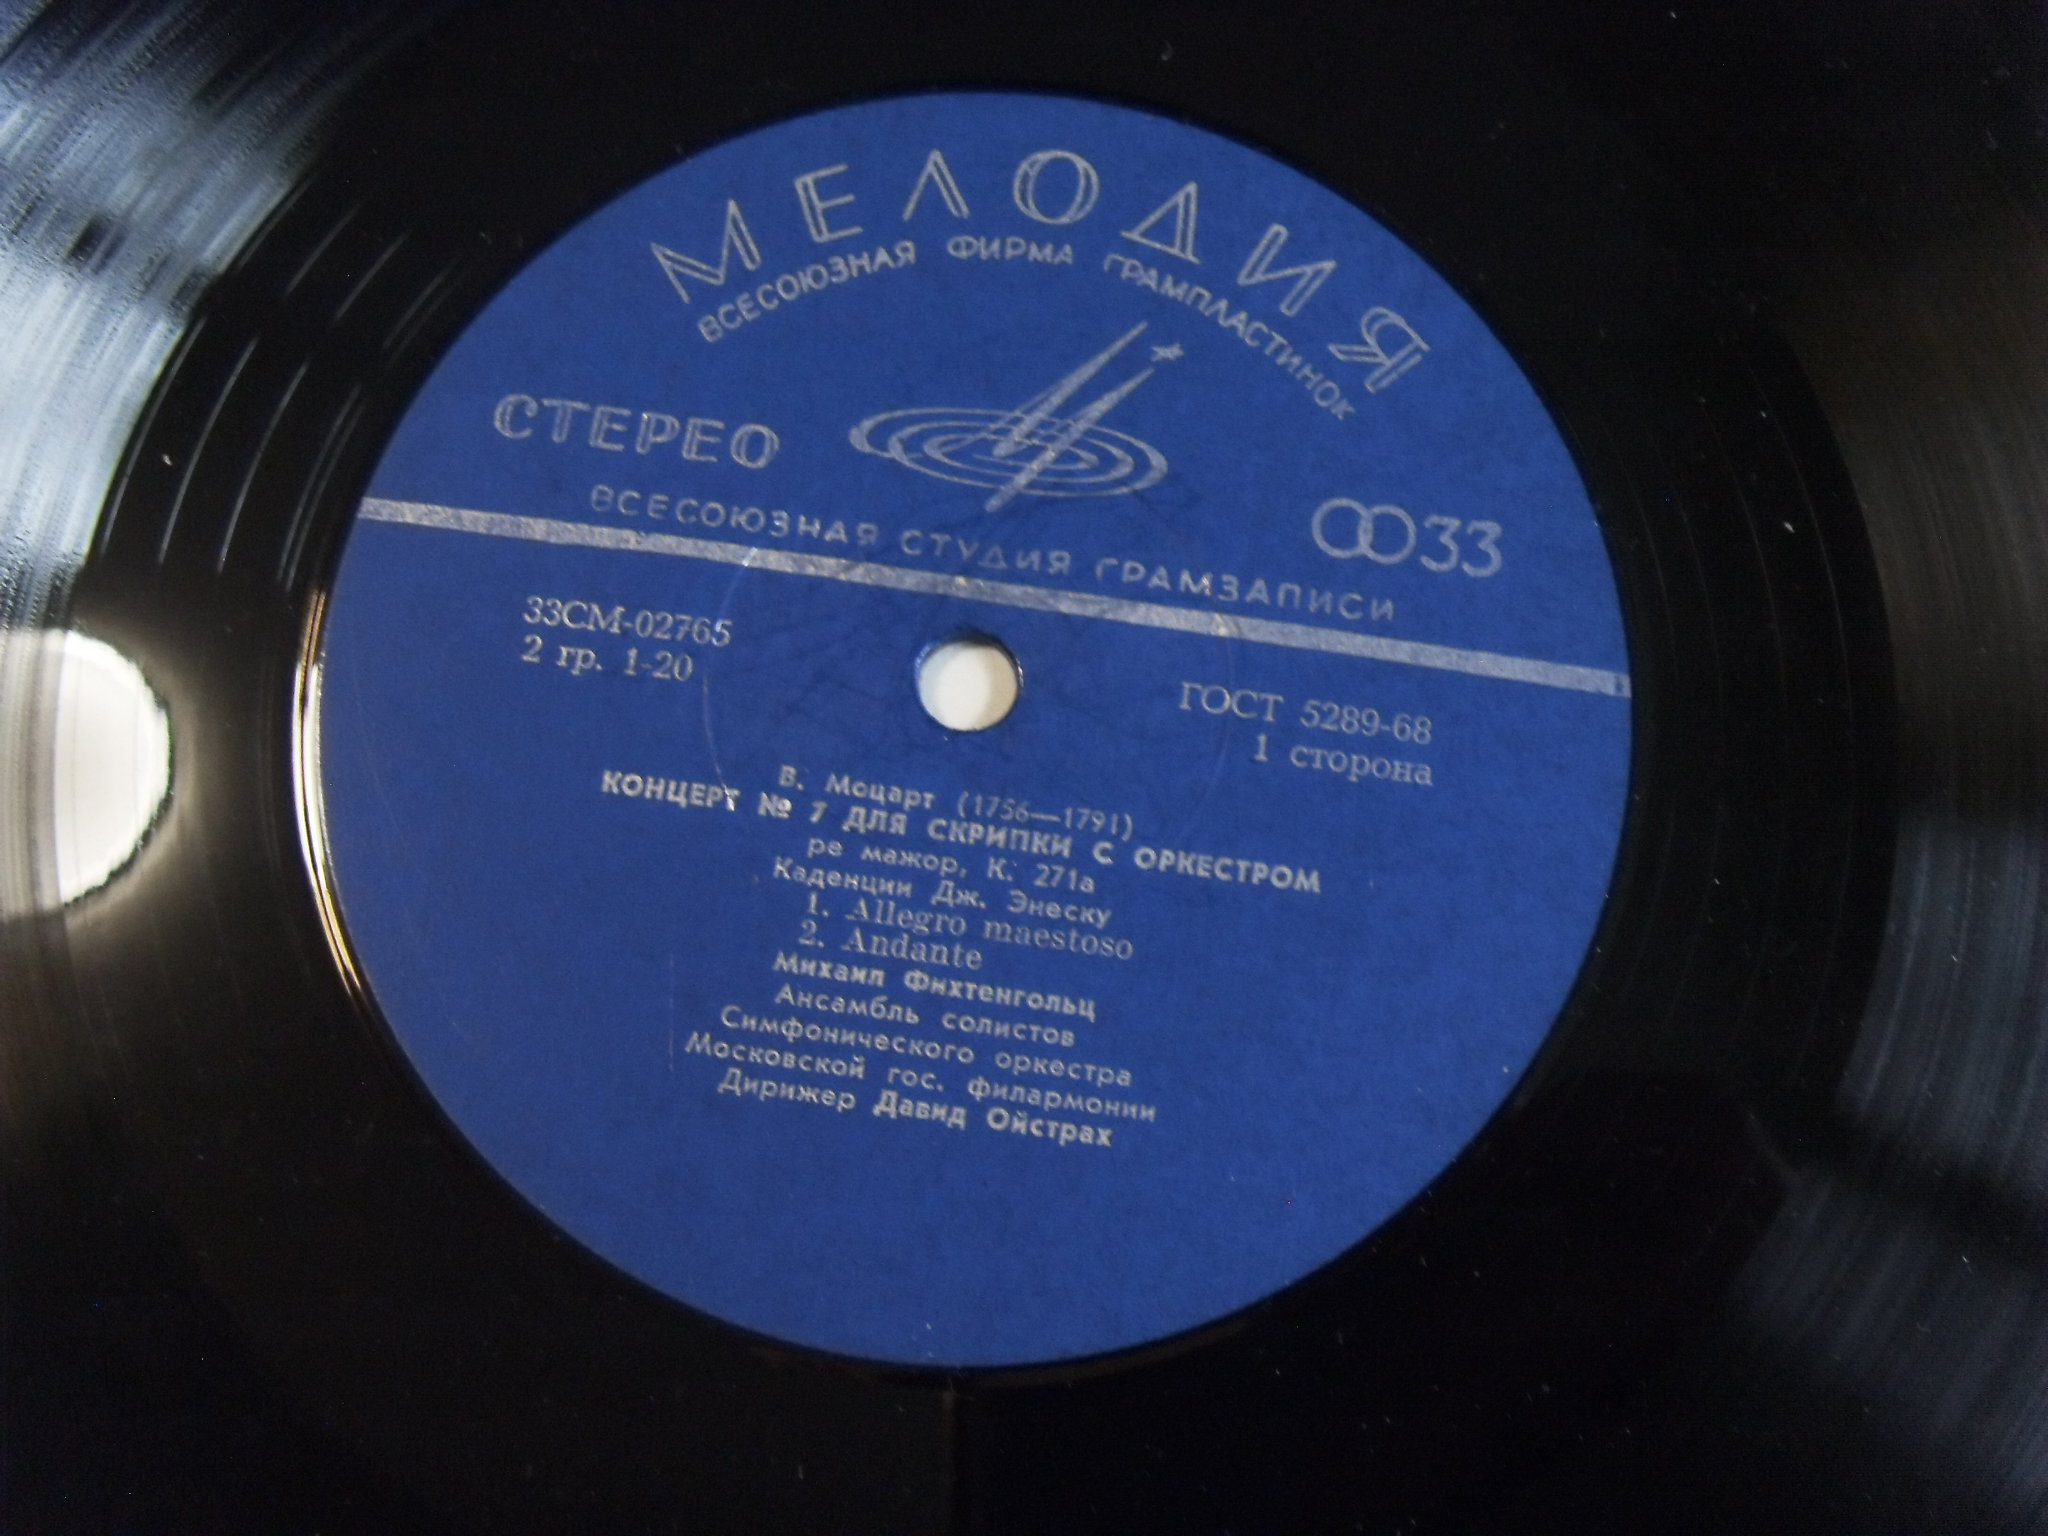 МЕЛОДИЯ
ВСЕСОЮЗНАЯ ФИРМА ГРАМПЛАСТИНОК
СТЕРЕО
33
ВСЕСОЮЗНАЯ СТУДИЯ ГРАМЗАПИСИ
33СМ-02765
2 гр. 1-20
ГОСТ 5289-68
1 сторона
В. Моцарт (1756—1791)
КОНЦЕРТ № 7 ДЛЯ СКРИПКИ С ОРКЕСТРОМ
ре мажор, К. 271а
Каденции Дж. Энеску
1. Allegro maestoso
2. Andante
Михаил Фихтенгольц
Ансамбль солистов
Симфонического оркестра
Московской гос. филармонии
Дирижер Давид Ойстрах